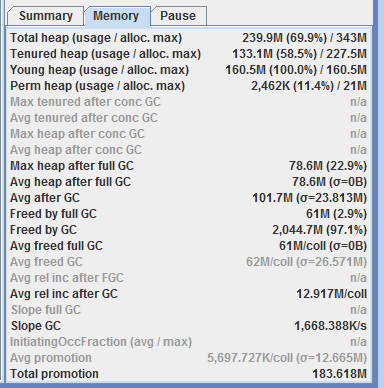 Summary Memory Pause
Total heap (usage / alloc. max) 239.9M (69.9%) / 343M
Tenured heap (usage / alloc. max) 133.1M (58.5%) / 227.5M
Young heap (usage / alloc. max) 160.5M (100.0%) / 160.5M
Perm heap (usage / alloc. max) 2,462K (11.4%) / 21M
Max tenured after conc GC n/a
Avg tenured after conc GC n/a
Max heap after conc GC n/a
Avg heap after conc GC n/a
Max heap after full GC 78.6M (22.9%)
Avg heap after full GC 78.6M (σ=0B)
Avg after GC 101.7M (σ=23.813M)
Freed by full GC 61M (2.9%)
Freed by GC 2,044.7M (97.1%)
Avg freed full GC 61M/coll (σ=0B)
Avg freed GC 62M/coll (σ=26.571M)
Avg rel inc after FGC n/a
Avg rel inc after GC 12.917M/coll
Slope full GC n/a
Slope GC 1,668.388K/s
InitiatingOccFraction (avg / max) n/a
Avg promotion 5,697.727K/coll (σ=12.665M)
Total promotion 183.618M